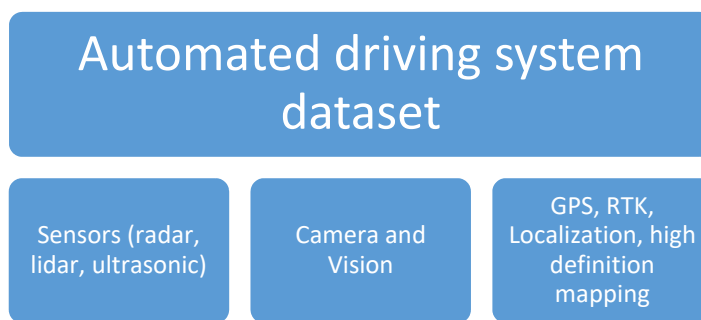 Automated driving system
dataset
Sensors (radar,
lidar, ultrasonic)
Camera and
Vision
GPS, RTK,
Localization, high
definition
mapping